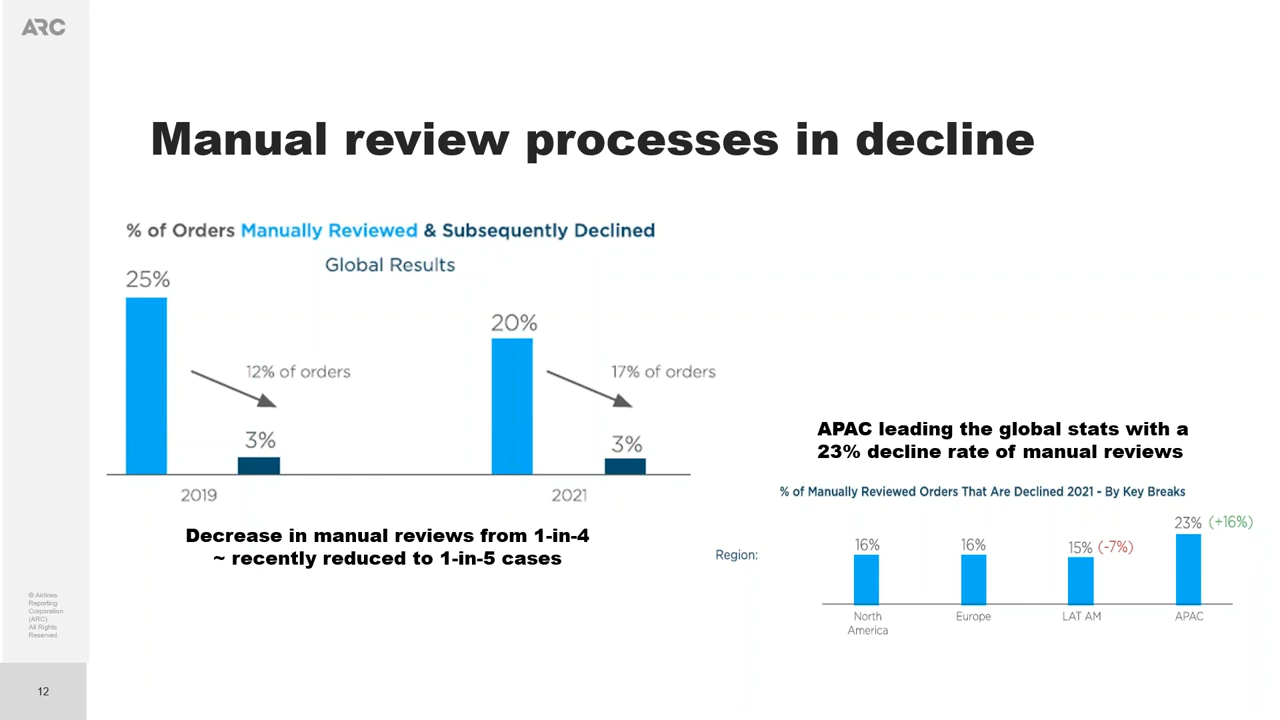 ARC
Manual review processes in decline
% of Orders Manually Reviewed & Subsequently Declined
Global Results
25%
12% of orders
3%
2019
20%
17% of orders
3%
2021
Decrease in manual reviews from 1-in-4
~ recently reduced to 1-in-5 cases
APAC leading the global stats with a
23% decline rate of manual reviews
% of Manually Reviewed Orders That Are Declined 2021 - By Key Breaks
Region:
16%
North
America
16%
Europe
15% (-7%)
LAT AM
23% (+16%)
APAC
© Airlines
Reporting
Corporation
(ARC)
All Rights
Reserved.
12